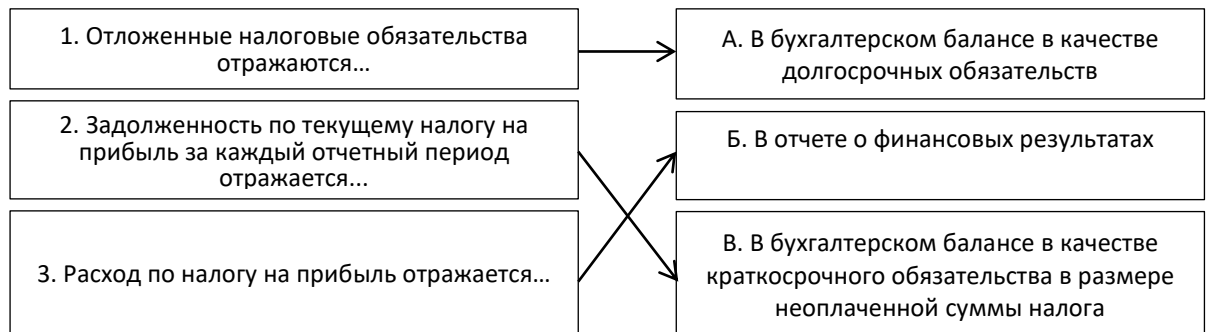 1. Отложенные налоговые обязательства
отражаются…
А. В бухгалтерском балансе в качестве
долгосрочных обязательств
2. Задолженность по текущему налогу на
прибыль за каждый отчетный период
отражается...
Б. В отчете о финансовых результатах
3. Расход по налогу на прибыль отражается…
В. В бухгалтерском балансе в качестве
краткосрочного обязательства в размере
неоплаченной суммы налога